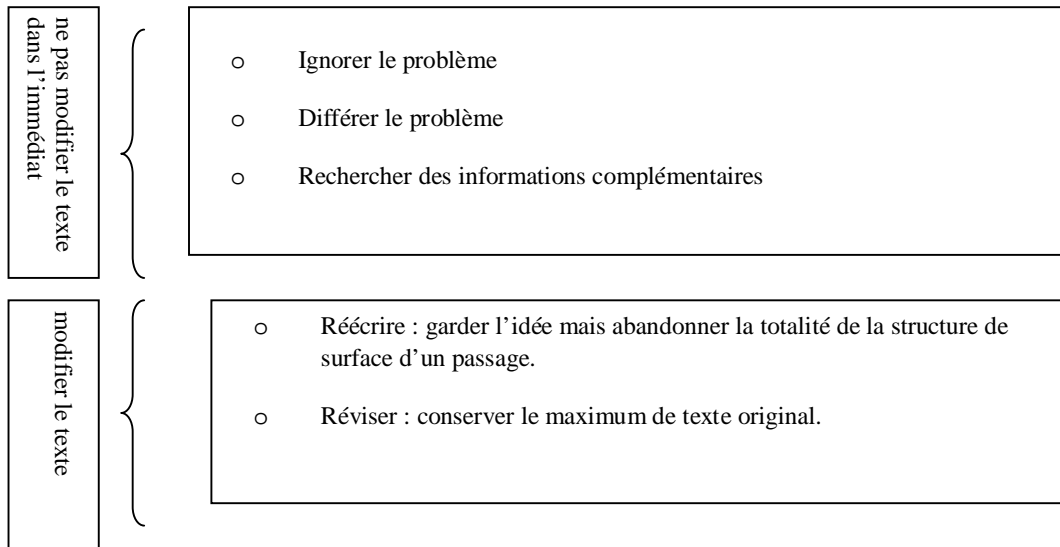 ne pas modifier le texte
dans l'immédiat
o Ignorer le problème
o Différer le problème
o Rechercher des informations complémentaires
modifier le texte
o Réécrire : garder l'idée mais abandonner la totalité de la structure de
surface d'un passage.
o Réviser : conserver le maximum de texte original.